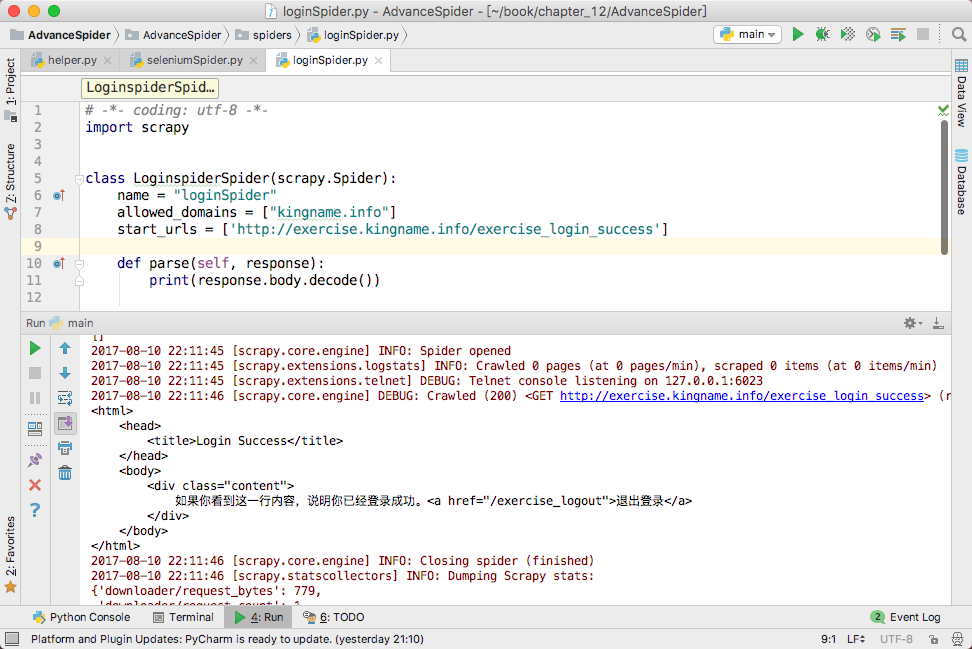 loginSpider.py - AdvanceSpider - [~/book/chapter_12/AdvanceSpider]
AdvanceSpider AdvanceSpider spiders loginSpider.py main
helper.py seleniumSpider.py loginSpider.py
1: Project
Z: Structure
2: Favorites
Data View
Database
LoginspiderSpid…
1 # -*- coding: utf-8 -*-
2 import scrapy
3
4
5 class LoginspiderSpider(scrapy.Spider):
6 name = "loginSpider"
7 allowed_domains = ["kingname.info"]
8 start_urls = ['http://exercise.kingname.info/exercise_login_success']
9
10 def parse(self, response):
11 print(response.body.decode())
12
Run main
[]
2017-08-10 22:11:45 [scrapy.core.engine] INFO: Spider opened
2017-08-10 22:11:45 [scrapy.extensions.logstats] INFO: Crawled 0 pages (at 0 pages/min), scraped 0 items (at 0 items/min)
2017-08-10 22:11:45 [scrapy.extensions.telnet] DEBUG: Telnet console listening on 127.0.0.1:6023
2017-08-10 22:11:46 [scrapy.core.engine] DEBUG: Crawled (200) <GET http://exercise.kingname.info/exercise_login_success> (r
<html>
<head>
<title>Login Success</title>
</head>
<body>
<div class="content">
如果你看到这一行内容，说明你已经登录成功。<a href="/exercise_logout">退出登录</a>
</div>
</body>
</html>
2017-08-10 22:11:46 [scrapy.core.engine] INFO: Closing spider (finished)
2017-08-10 22:11:46 [scrapy.statscollectors] INFO: Dumping Scrapy stats:
{'downloader/request_bytes': 779,
'downloader/request_count': 1,
Python Console Terminal 4: Run 6: TODO 2 Event Log
Platform and Plugin Updates: PyCharm is ready to update. (yesterday 21:10) 9:1 LF UTF-8